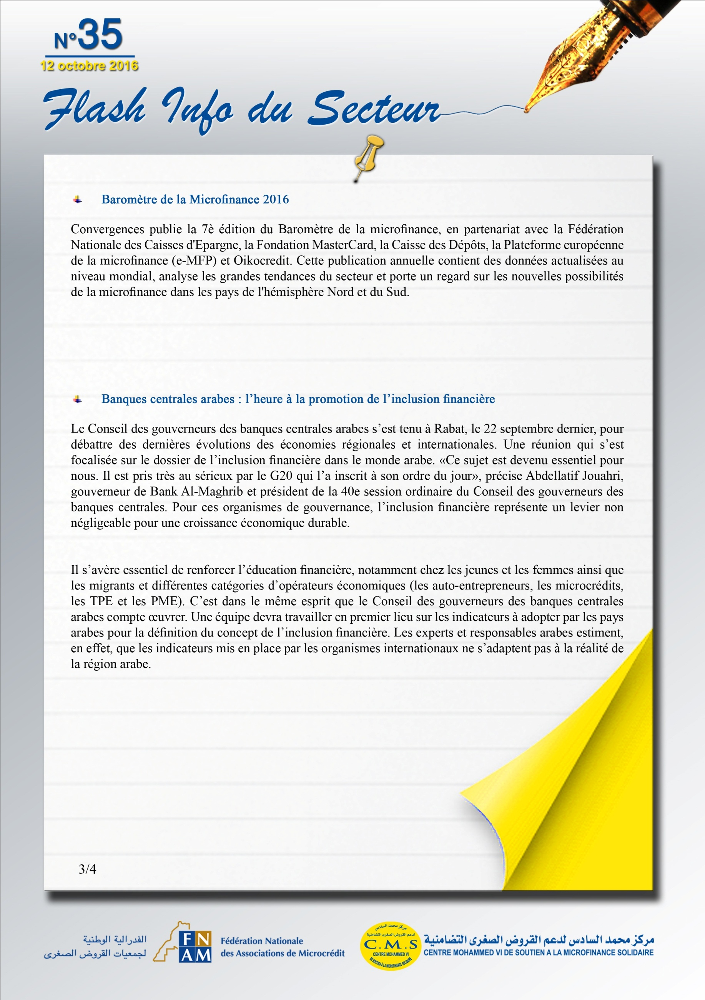 N°35
12 octobre 2016
Flash Info du Secteur
Baromètre de la Microfinance 2016
Convergences publie la 7è édition du Baromètre de la microfinance, en partenariat avec la Fédération
Nationale des Caisses d'Epargne, la Fondation MasterCard, la Caisse des Dépôts, la Plateforme européenne
de la microfinance (e-MFP) et Oikocredit. Cette publication annuelle contient des données actualisées au
niveau mondial, analyse les grandes tendances du secteur et porte un regard sur les nouvelles possibilités
de la microfinance dans les pays de l'hémisphère Nord et du Sud.
Banques centrales arabes : l’heure à la promotion de l’inclusion financière
Le Conseil des gouverneurs des banques centrales arabes s’est tenu à Rabat, le 22 septembre dernier, pour
débattre des dernières évolutions des économies régionales et internationales. Une réunion qui s’est
focalisée sur le dossier de l’inclusion financière dans le monde arabe. «Ce sujet est devenu essentiel pour
nous. Il est pris très au sérieux par le G20 qui l’a inscrit à son ordre du jour», précise Abdellatif Jouahri,
gouverneur de Bank Al-Maghrib et président de la 40e session ordinaire du Conseil des gouverneurs des
banques centrales. Pour ces organismes de gouvernance, l’inclusion financière représente un levier non
négligeable pour une croissance économique durable.
Il s’avère essentiel de renforcer l’éducation financière, notamment chez les jeunes et les femmes ainsi que
les migrants et différentes catégories d’opérateurs économiques (les auto-entrepreneurs, les microcrédits,
les TPE et les PME). C’est dans le même esprit que le Conseil des gouverneurs des banques centrales
arabes compte œuvrer. Une équipe devra travailler en premier lieu sur les indicateurs à adopter par les pays
arabes pour la définition du concept de l’inclusion financière. Les experts et responsables arabes estiment,
en effet, que les indicateurs mis en place par les organismes internationaux ne s’adaptent pas à la réalité de
la région arabe.
3/4
الفدرالية الوطنية
لجمعيات القروض الصغرى
FN
AM
Fédération Nationale
des Associations de Microcrédit
مركز محمد السادس
لدعم القروض الصغرى التضامنية
C.M.S
CENTRE MOHAMMED VI
DE SOUTIEN À LA MICROFINANCE SOLIDAIRE
مركز محمد السادس لدعم القروض الصغرى التضامنية
CENTRE MOHAMMED VI DE SOUTIEN A LA MICROFINANCE SOLIDAIRE